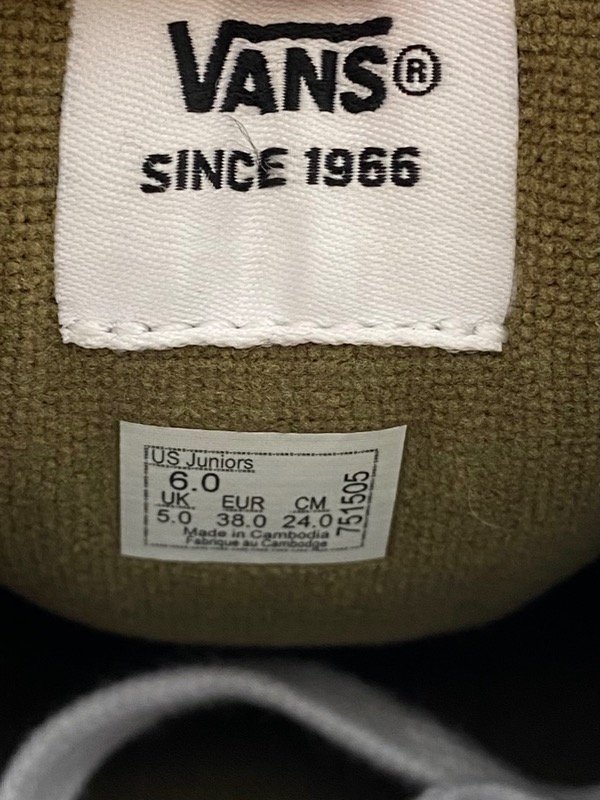 VANS®
SINCE 1966
US Juniors
6.0
UK EUR CM
5.0 38.0 24.0
Made in Cambodia
Fabrique au Cambodge
751505